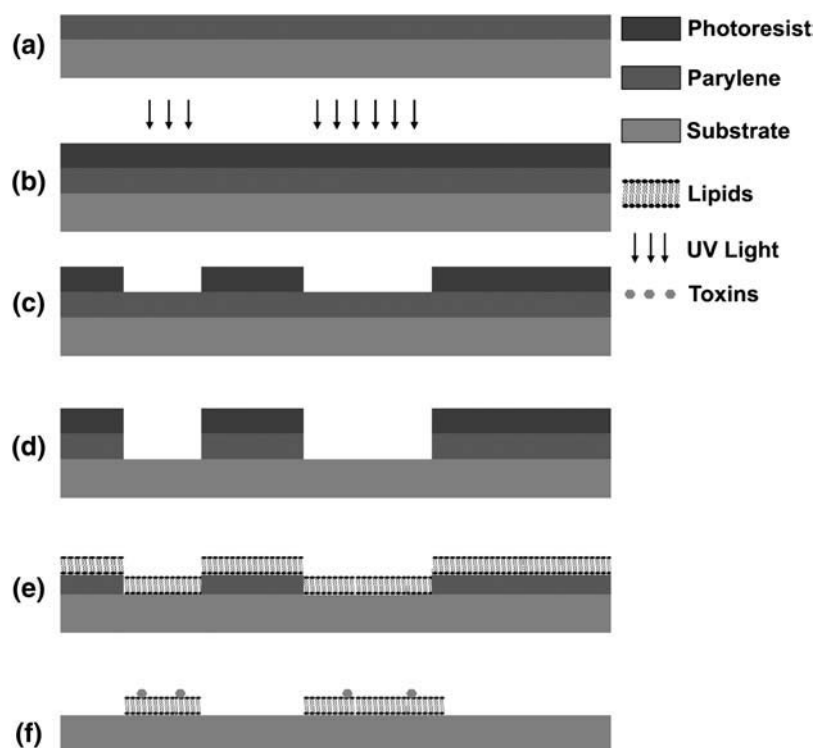 (a)
Photoresist
Parylene
Substrate
(b)
Lipids
UV Light
(c)
Toxins
(d)
(e)
(f)